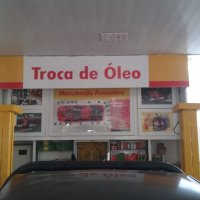 Troca de Óleo
Manutenção Preventiva